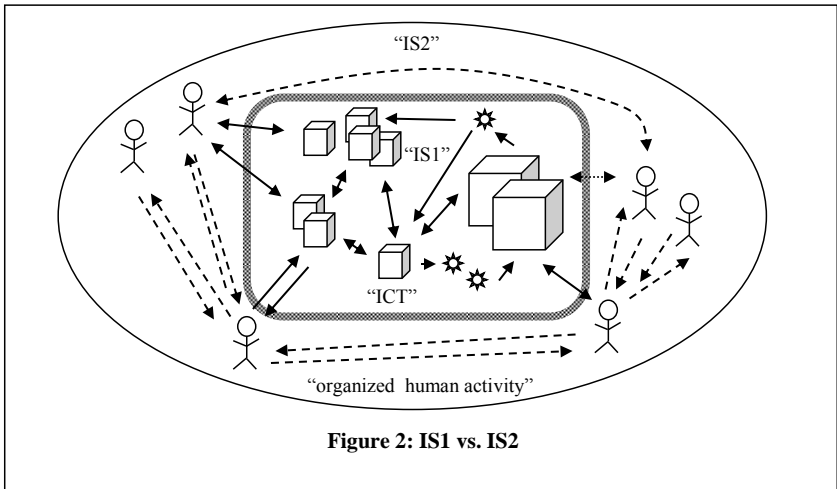 “IS2”
“IS1”
“ICT”
“organized human activity”
Figure 2: IS1 vs. IS2